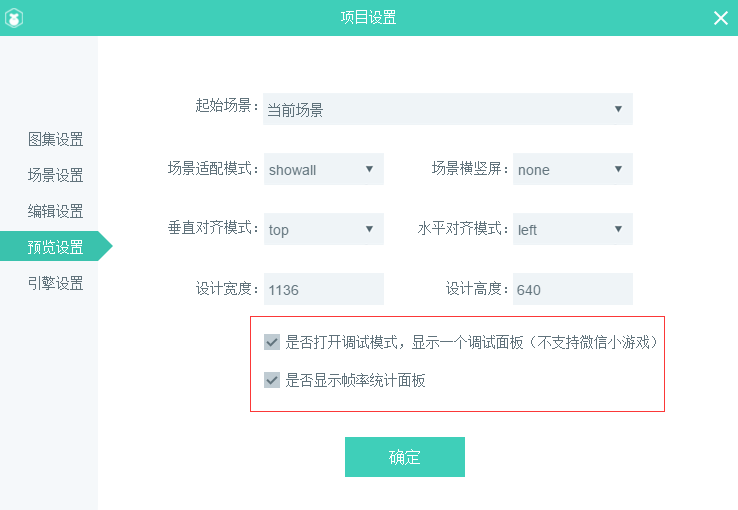 项目设置
图集设置
场景设置
编辑设置
预览设置
引擎设置
起始场景：当前场景
场景适配模式：showall 场景横竖屏：none
垂直对齐模式：top 水平对齐模式：left
设计宽度：1136 设计高度：640
是否打开调试模式，显示一个调试面板（不支持微信小游戏）
是否显示帧率统计面板
确定